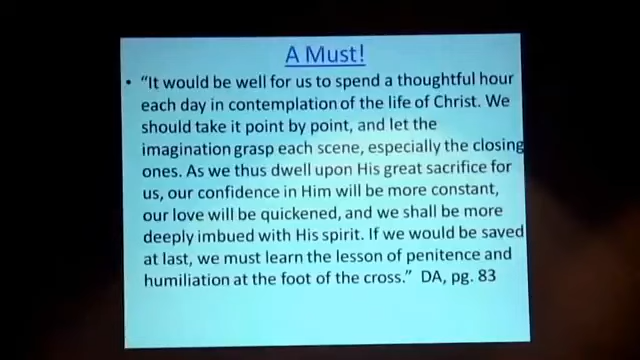 A Must!
• “It would be well for us to spend a thoughtful hour
each day in contemplation of the life of Christ. We
should take it point by point, and let the
imagination grasp each scene, especially the closing
ones. As we thus dwell upon His great sacrifice for
us, our confidence in Him will be more constant,
our love will be quickened, and we shall be more
deeply imbued with His spirit. If we would be saved
at last, we must learn the lesson of penitence and
humiliation at the foot of the cross.” DA, pg. 83